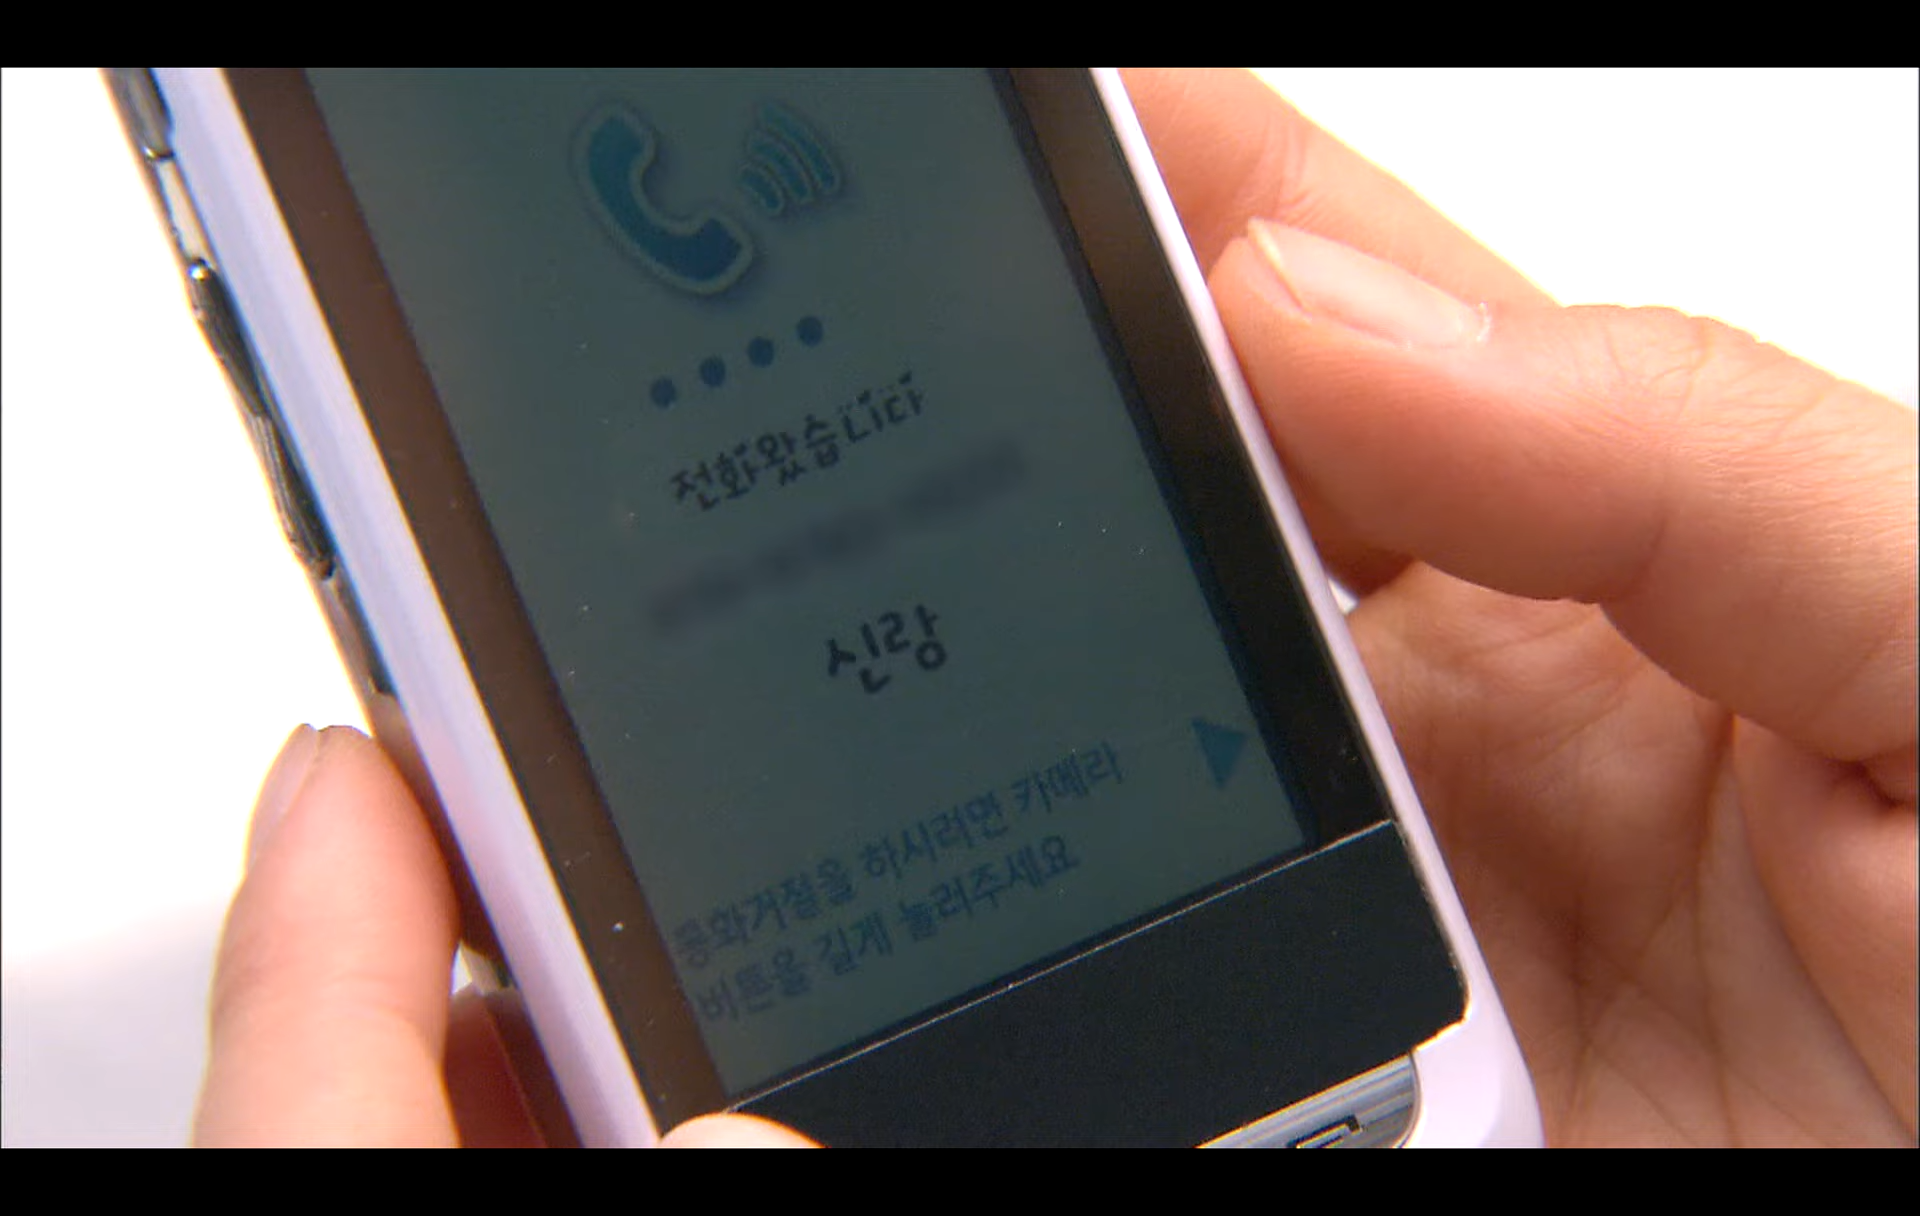 전화왔습니다
신랑
통화거절을 하시려면 카메라
버튼을 길게 눌러주세요